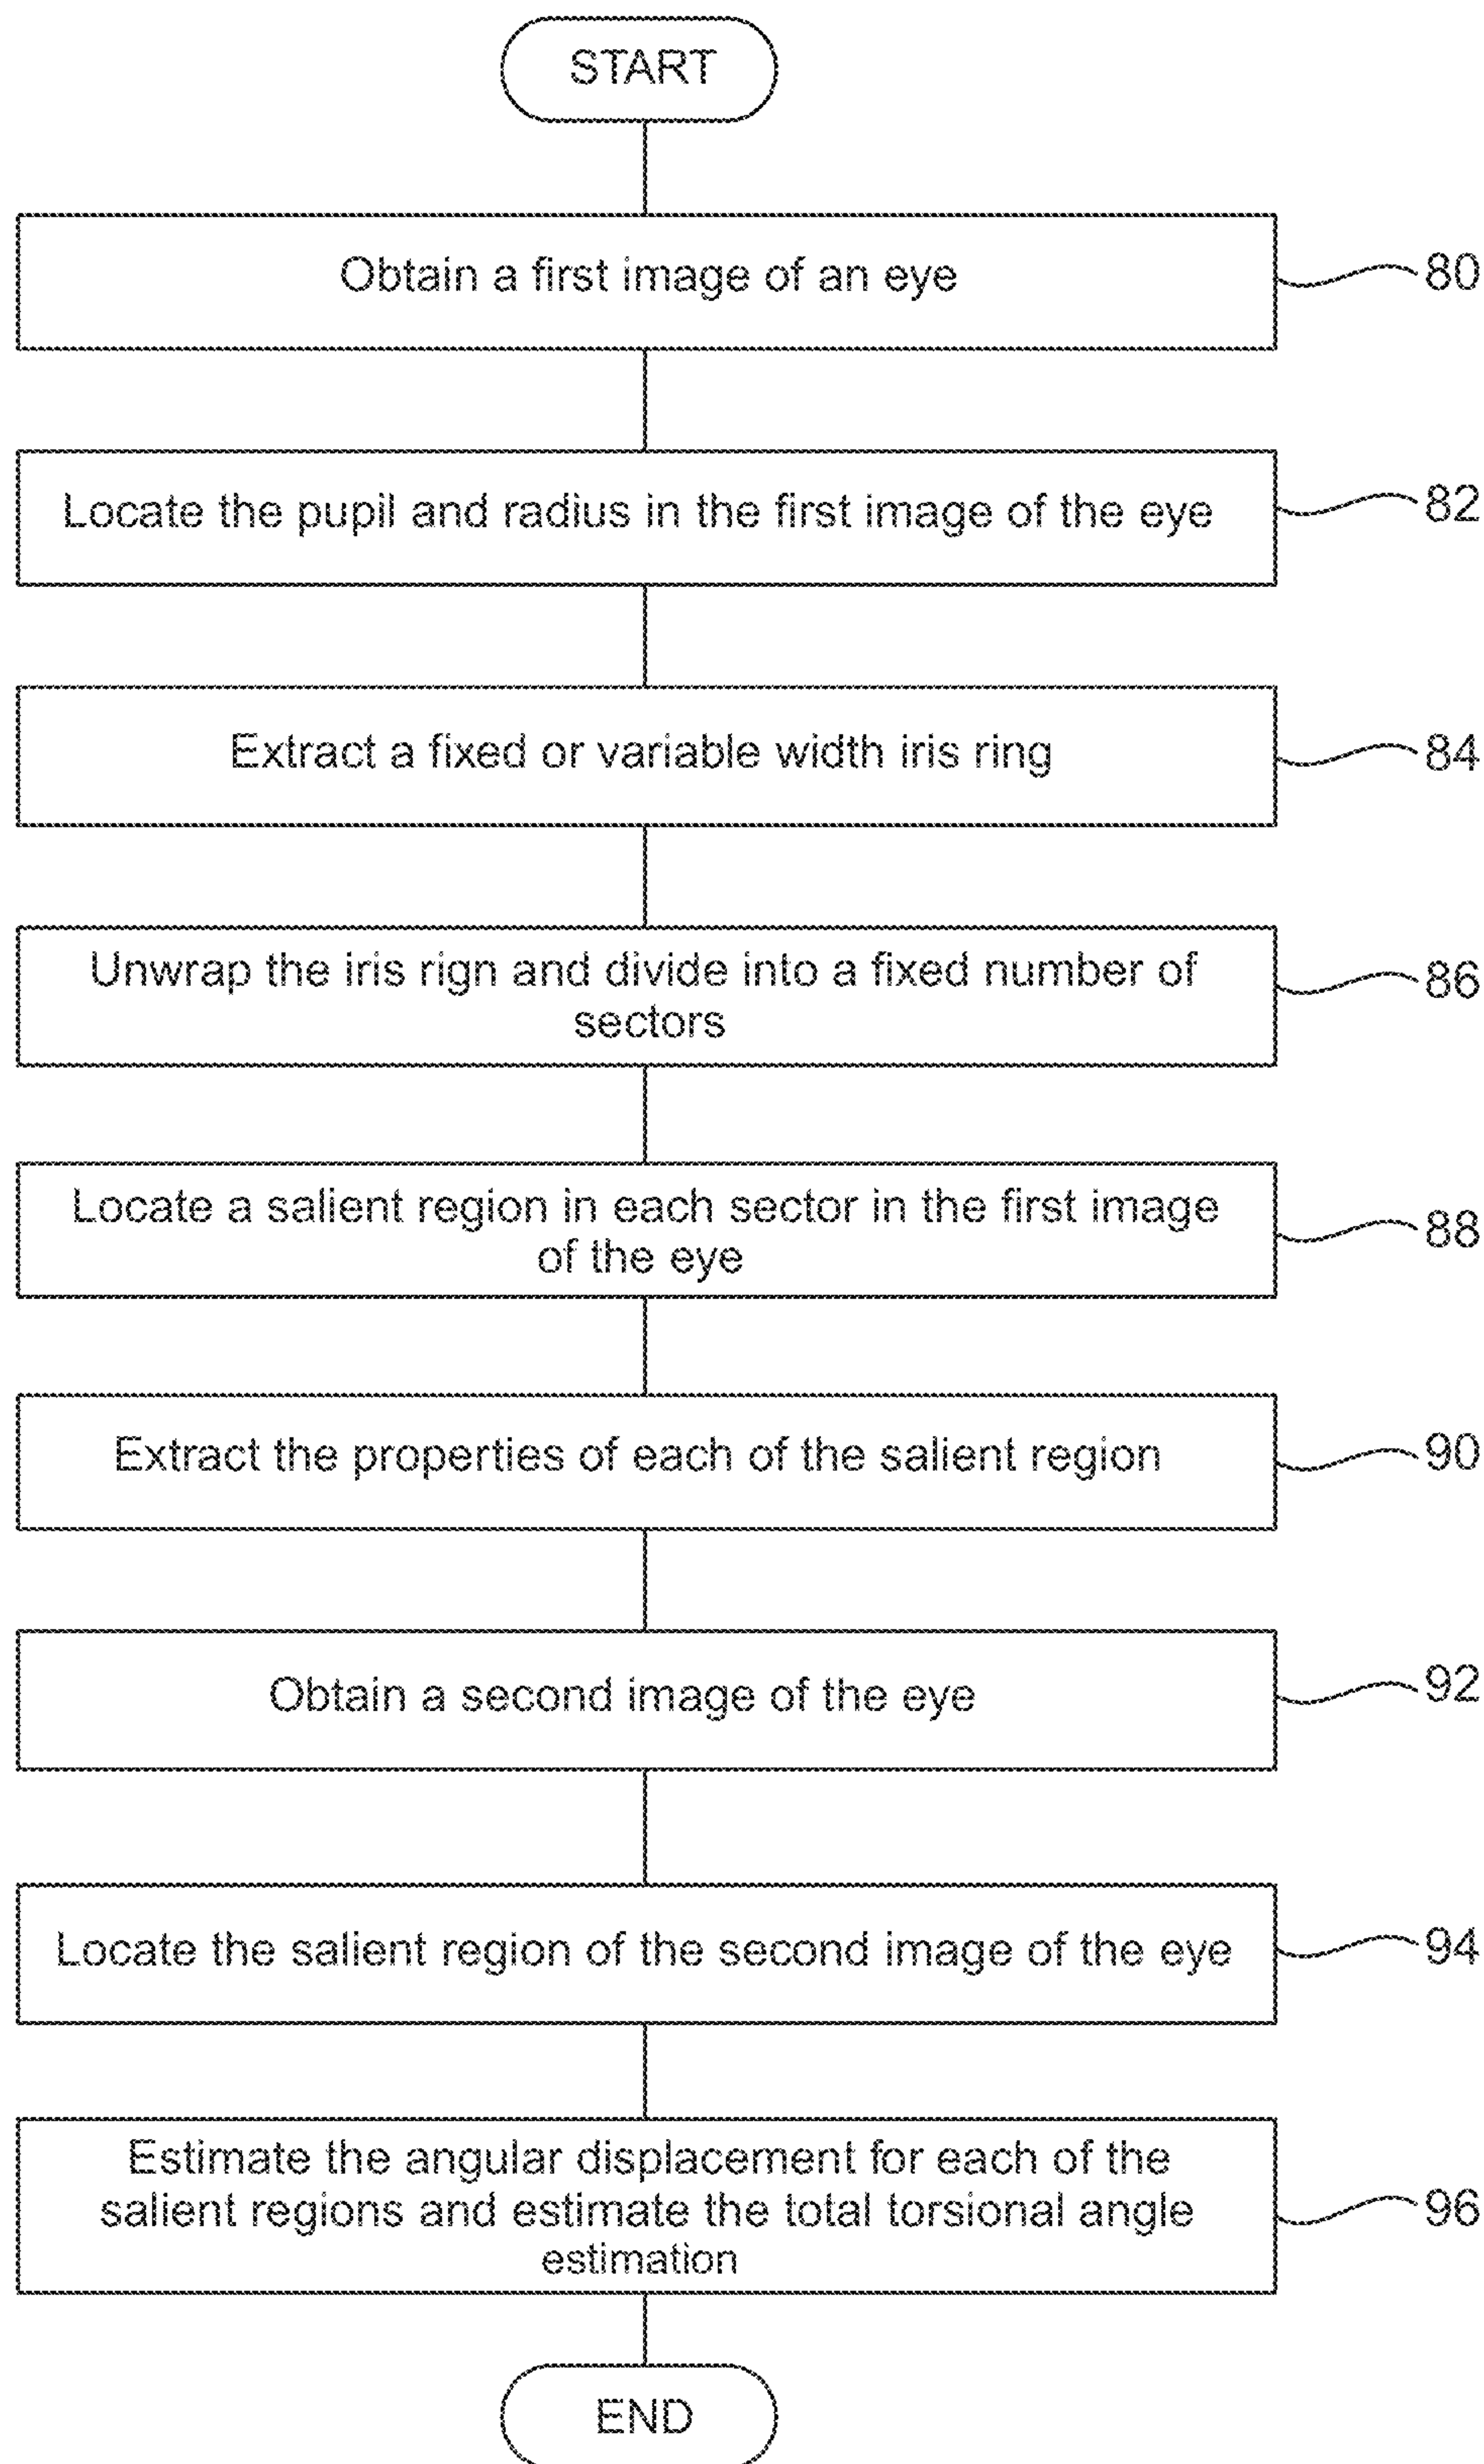 START
Obtain a first image of an eye
80
Locate the pupil and radius in the first image of the eye
82
Extract a fixed or variable width iris ring
84
Unwrap the iris rign and divide into a fixed number of
sectors
86
Locate a salient region in each sector in the first image
of the eye
88
Extract the properties of each of the salient region
90
Obtain a second image of the eye
92
Locate the salient region of the second image of the eye
94
Estimate the angular displacement for each of the
salient regions and estimate the total torsional angle
estimation
96
END